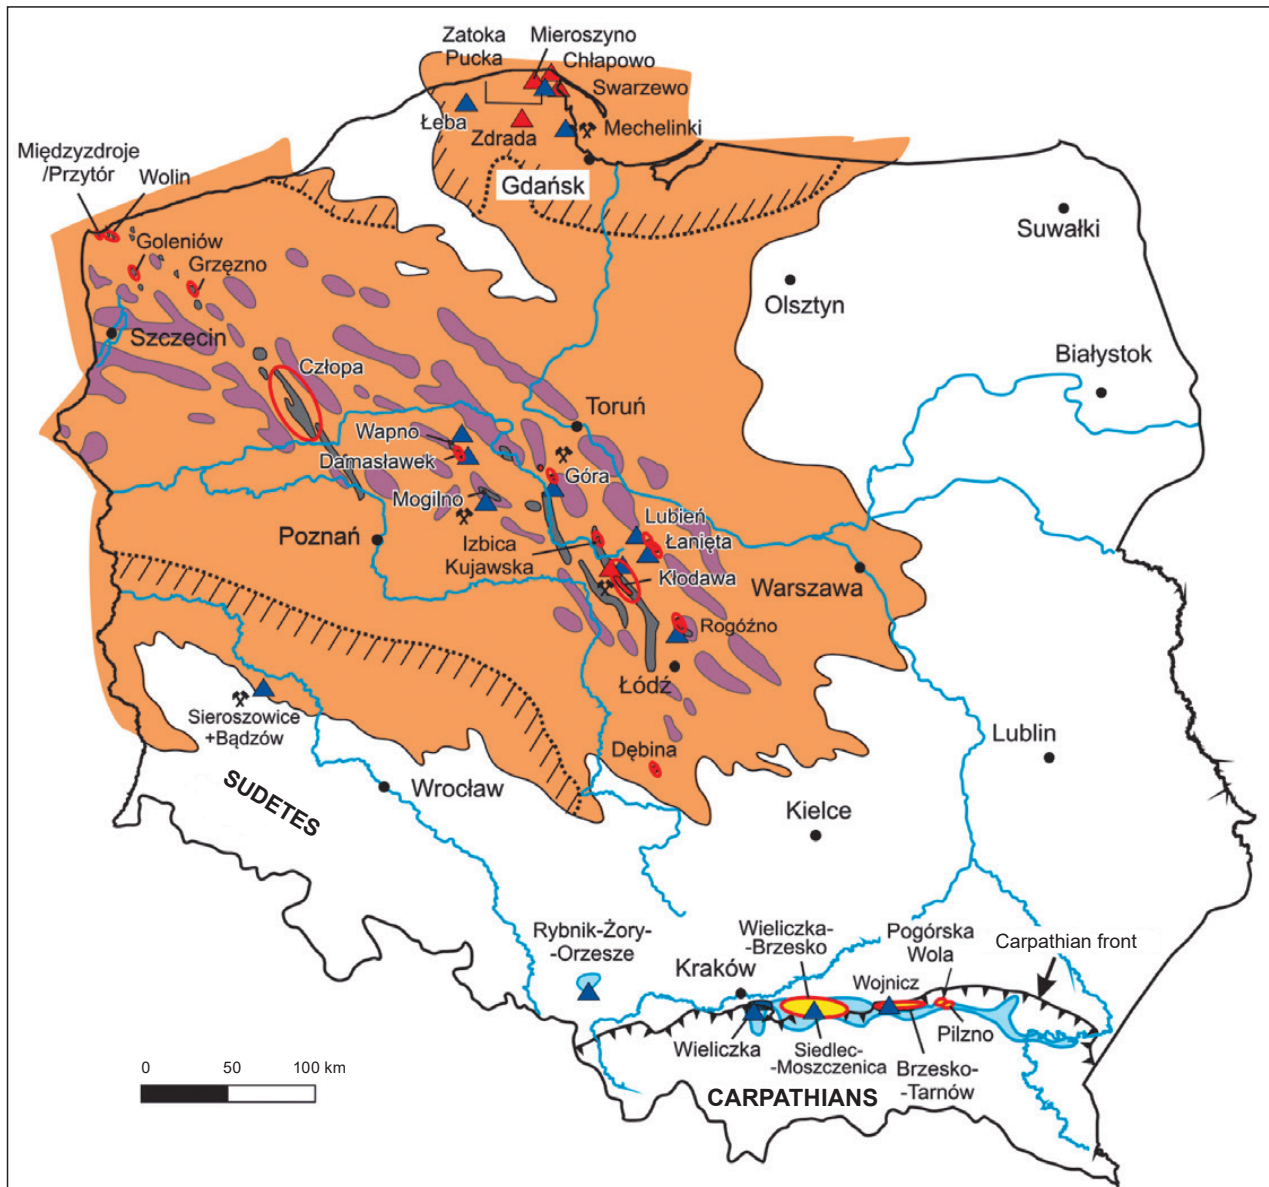 Zatoka
Pucka
Mieroszyno
Chłapowo
Swarzewo
Łeba
Zdrada
Mechelinki
Gdańsk
Międzyzdroje
/Przytór
Wolin
Goleniów
Grzęzno
Suwałki
Olsztyn
Szczecin
Białystok
Człopa
Toruń
Wapno
Damasławek
Góra
Mogilno
Lubień
Łanięta
Poznań
Izbica
Kujawska
Kłodawa
Warszawa
Rogóźno
Łódź
Sieroszowice
+Bądzów
Dębina
Lublin
SUDETES
Wrocław
Kielce
Rybnik-Żory-
-Orzesze
Wieliczka-
-Brzesko
Pogórska
Wola
Carpathian front
Kraków
Wojnicz
Pilzno
Wieliczka
Siedlec-
-Moszczenica
Brzesko-
-Tarnów
CARPATHIANS
0 50 100 km